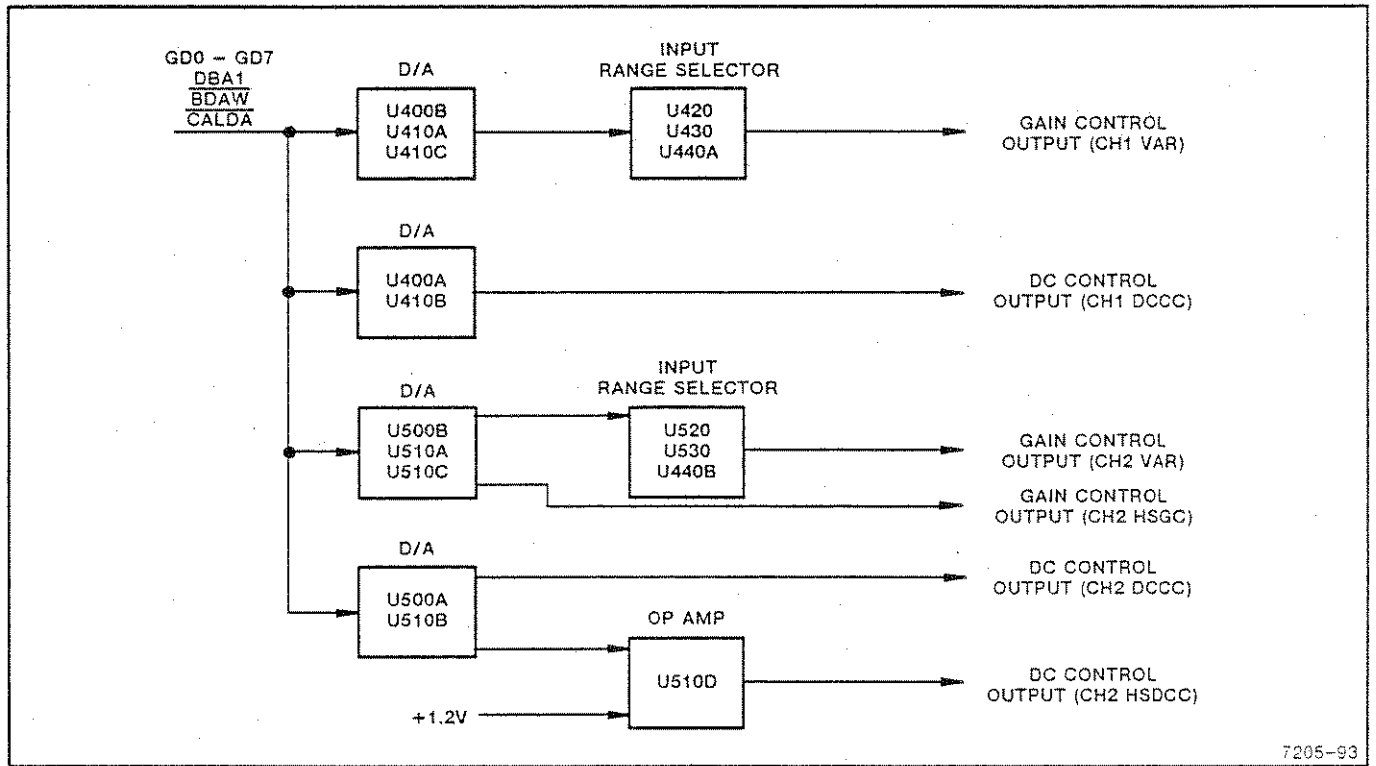 GD0 – GD7
DBA1
BDAW
CALDA
D/A
U400B
U410A
U410C
INPUT
RANGE SELECTOR
U420
U430
U440A
GAIN CONTROL
OUTPUT (CH1 VAR)
D/A
U400A
U410B
DC CONTROL
OUTPUT (CH1 DCCC)
D/A
U500B
U510A
U510C
INPUT
RANGE SELECTOR
U520
U530
U440B
GAIN CONTROL
OUTPUT (CH2 VAR)
GAIN CONTROL
OUTPUT (CH2 HSGC)
D/A
U500A
U510B
DC CONTROL
OUTPUT (CH2 DCCC)
OP AMP
U510D
+1.2V
DC CONTROL
OUTPUT (CH2 HSDCC)
7205-93